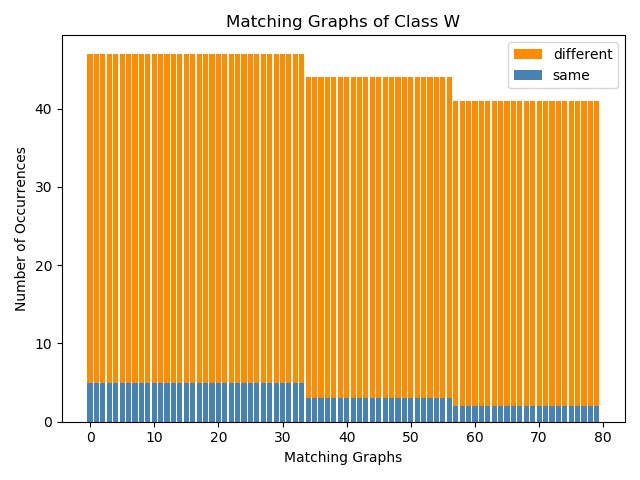 Matching Graphs of Class W
different
same
Number of Occurrences
40
30
20
10
0
0 10 20 30 40 50 60 70 80
Matching Graphs